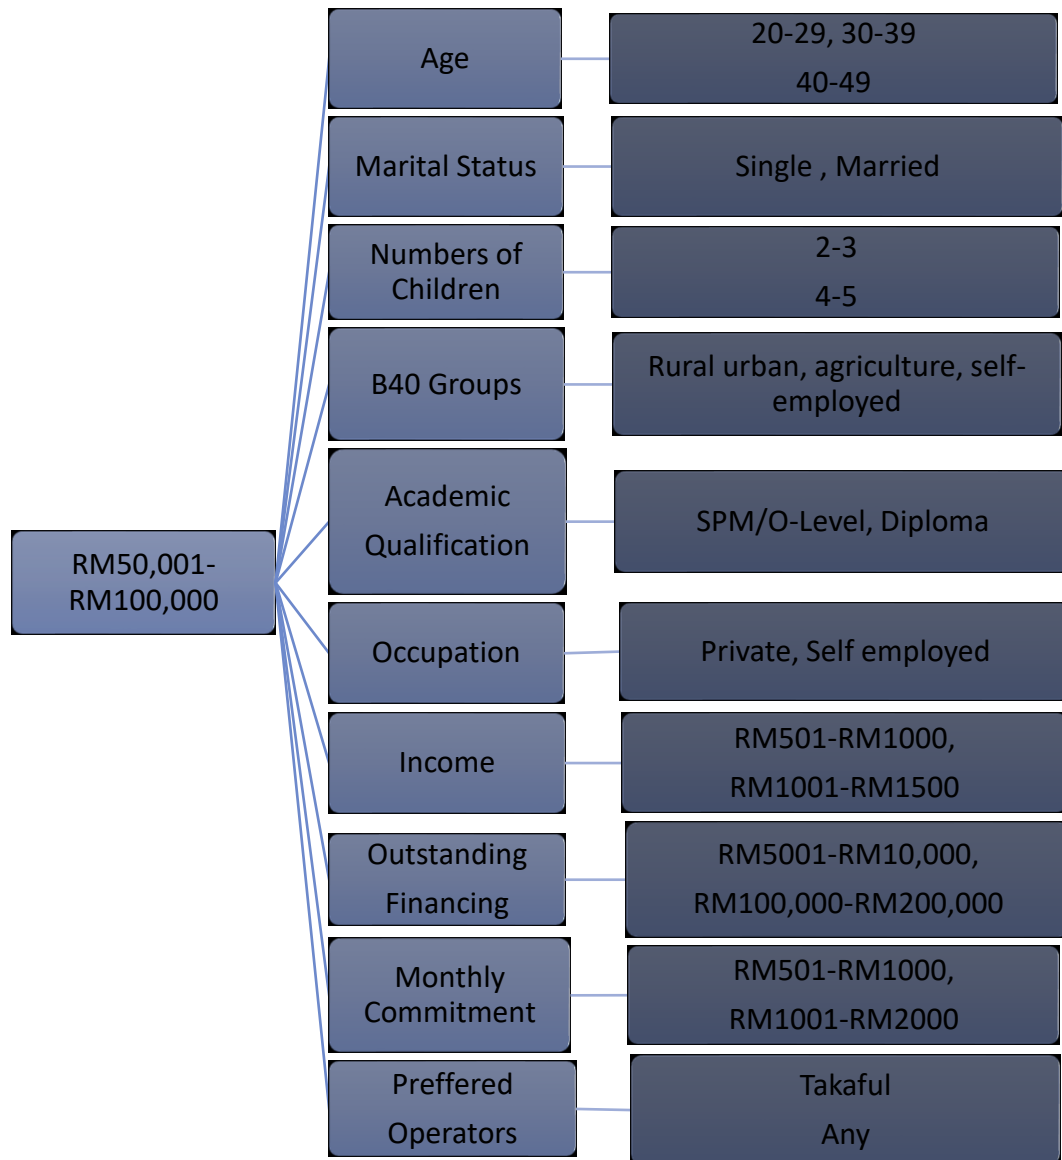 Age
20-29, 30-39
40-49
Marital Status
Single , Married
Numbers of
Children
2-3
4-5
B40 Groups
Rural urban, agriculture, self-
employed
Academic
Qualification
SPM/O-Level, Diploma
RM50,001-
RM100,000
Occupation
Private, Self employed
Income
RM501-RM1000,
RM1001-RM1500
Outstanding
Financing
RM5001-RM10,000,
RM100,000-RM200,000
Monthly
Commitment
RM501-RM1000,
RM1001-RM2000
Preffered
Operators
Takaful
Any